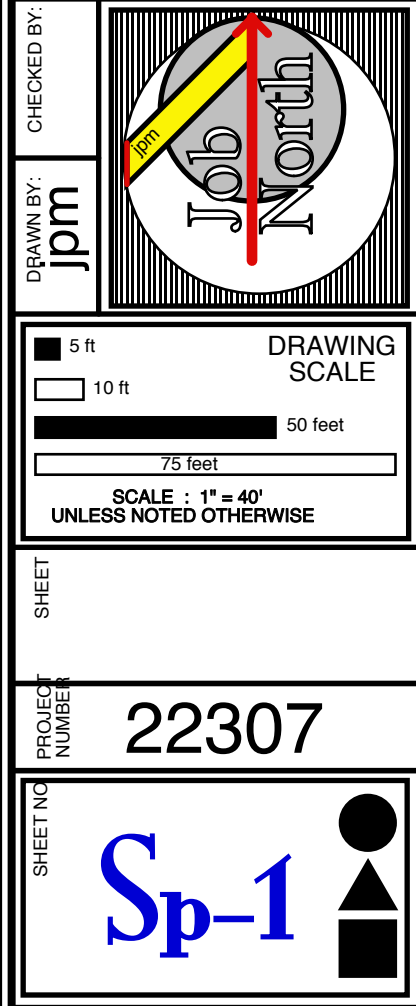 CHECKED BY:
jpm
Job
North
DRAWN BY:
jpm
5 ft
DRAWING
SCALE
10 ft
50 feet
75 feet
SCALE : 1" = 40'
UNLESS NOTED OTHERWISE
SHEET
PROJECT
NUMBER
22307
SHEET NO
Sp-1